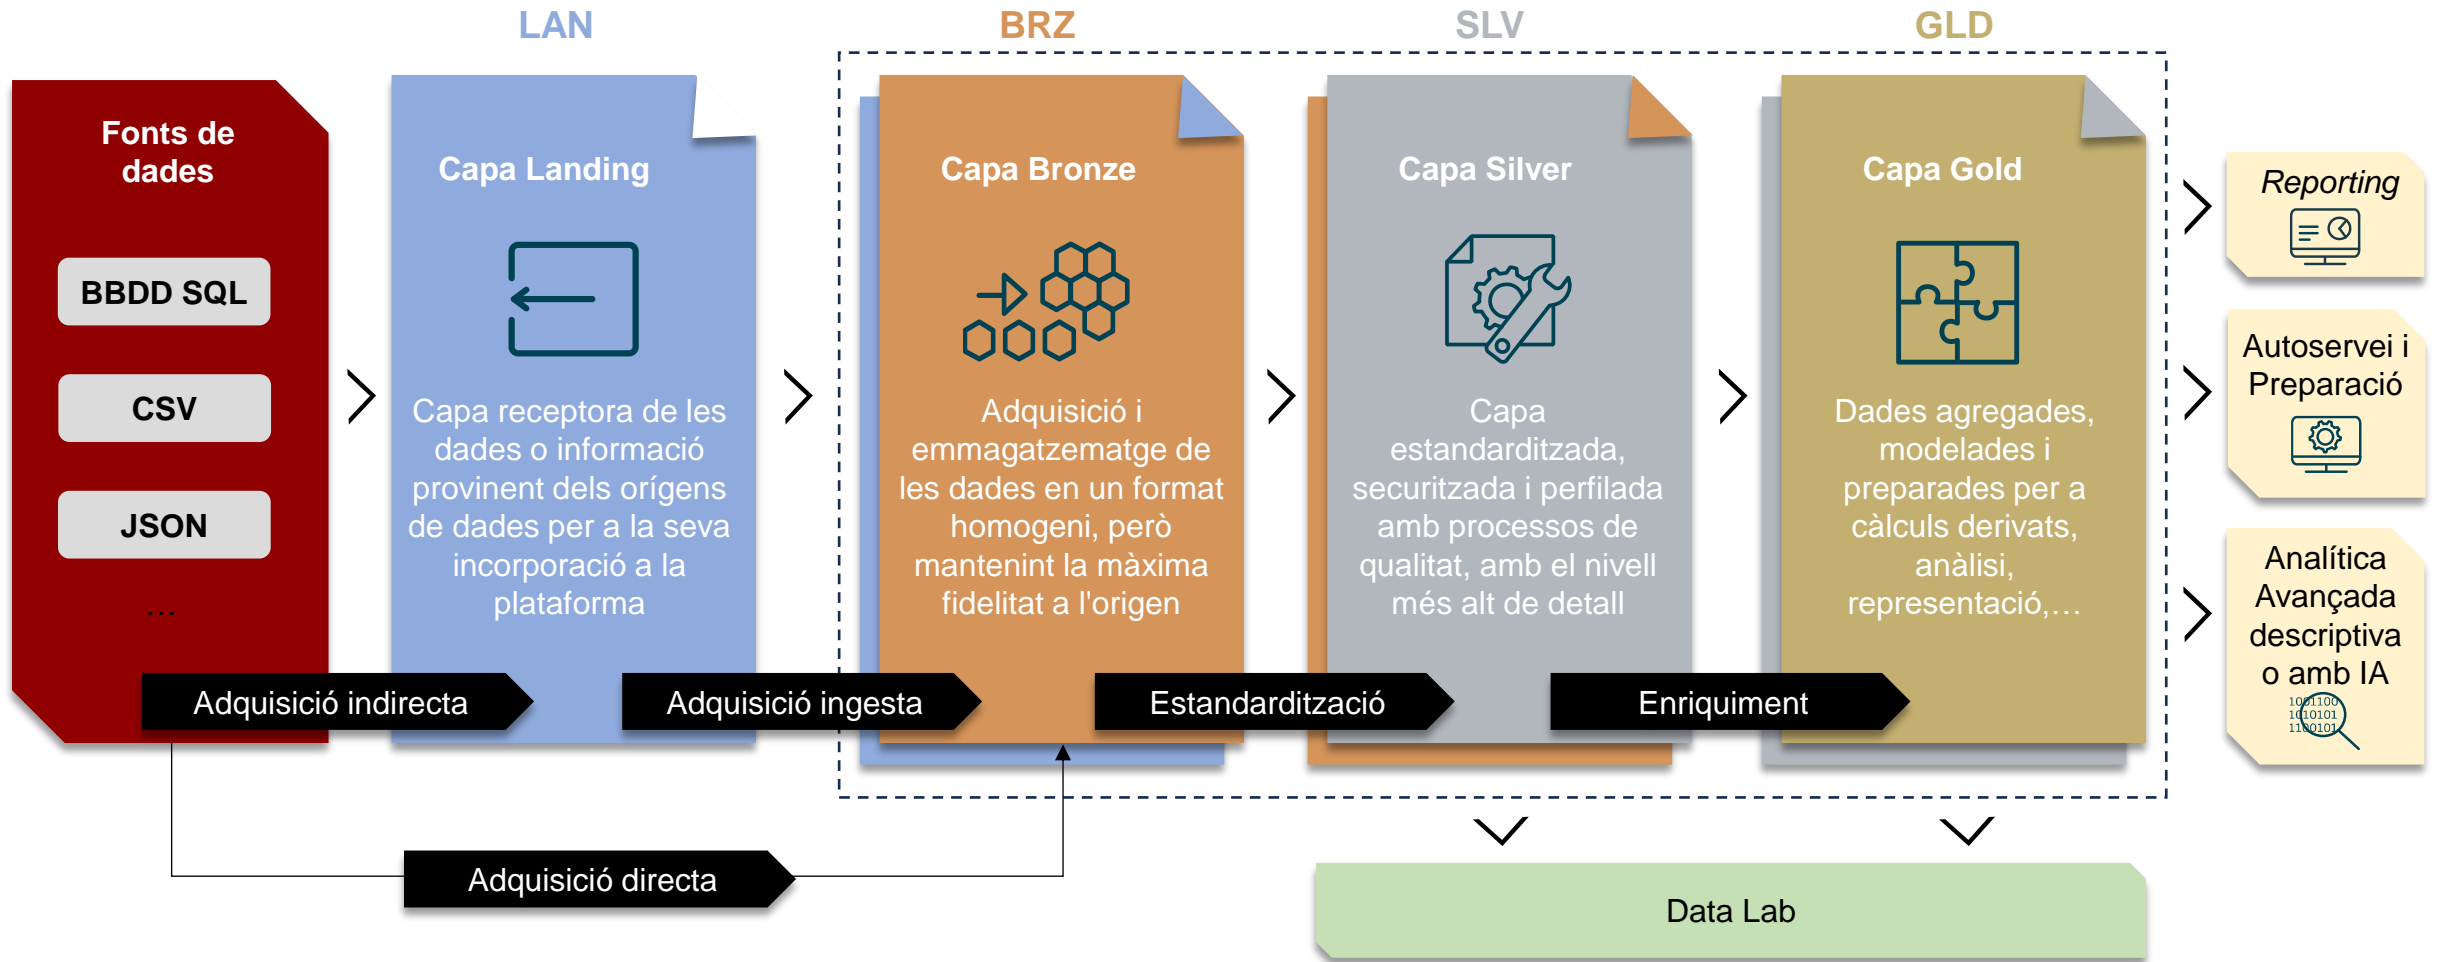 LAN
BRZ
SLV
GLD
Fonts de
dades
BBDD SQL
CSV
JSON
...
Capa Landing
Capa receptora de les
dades o informació
provinent dels orígens
de dades per a la seva
incorporació a la
plataforma
Capa Bronze
Adquisició i
emmagatzematge de
les dades en un format
homogeni, però
mantenint la màxima
fidelitat a l'origen
Capa Silver
Capa
estandarditzada,
securitzada i perfilada
amb processos de
qualitat, amb el nivell
més alt de detall
Capa Gold
Dades agregades,
modelades i
preparades per a
càlculs derivats,
anàlisi,
representació,…
Reporting
Autoservei i
Preparació
Analítica
Avançada
descriptiva
o amb IA
1001100
1010101
1100101
Adquisició indirecta
Adquisició ingesta
Estandardització
Enriquiment
Adquisició directa
Data Lab